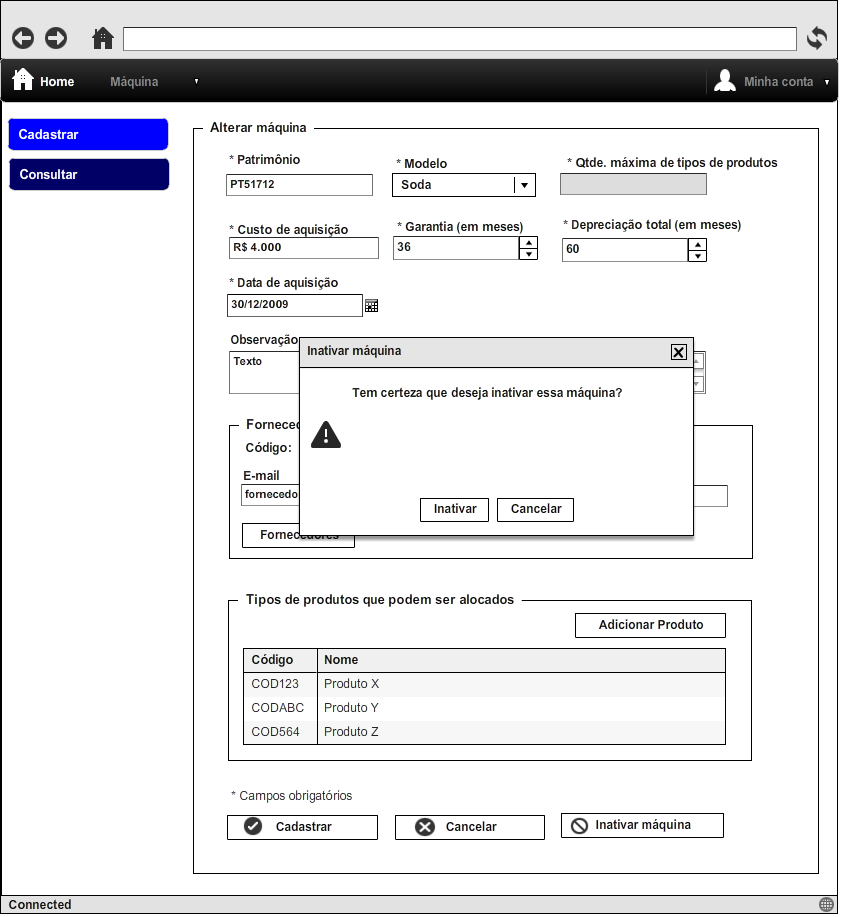 Home Máquina Minha conta
Cadastrar
Consultar
Alterar máquina
* Patrimônio * Modelo * Qtde. máxima de tipos de produtos
PT51712 Soda
* Custo de aquisição * Garantia (em meses) * Depreciação total (em meses)
R$ 4.000 36 60
* Data de aquisição
30/12/2009
Observação
Texto
Inativar máquina
Tem certeza que deseja inativar essa máquina?
Inativar Cancelar
Forneced
Código:
E-mail
fornecedo
Fornecedores
Tipos de produtos que podem ser alocados
Adicionar Produto
Código Nome
COD123 Produto X
CODABC Produto Y
COD564 Produto Z
* Campos obrigatórios
Cadastrar Cancelar Inativar máquina
Connected